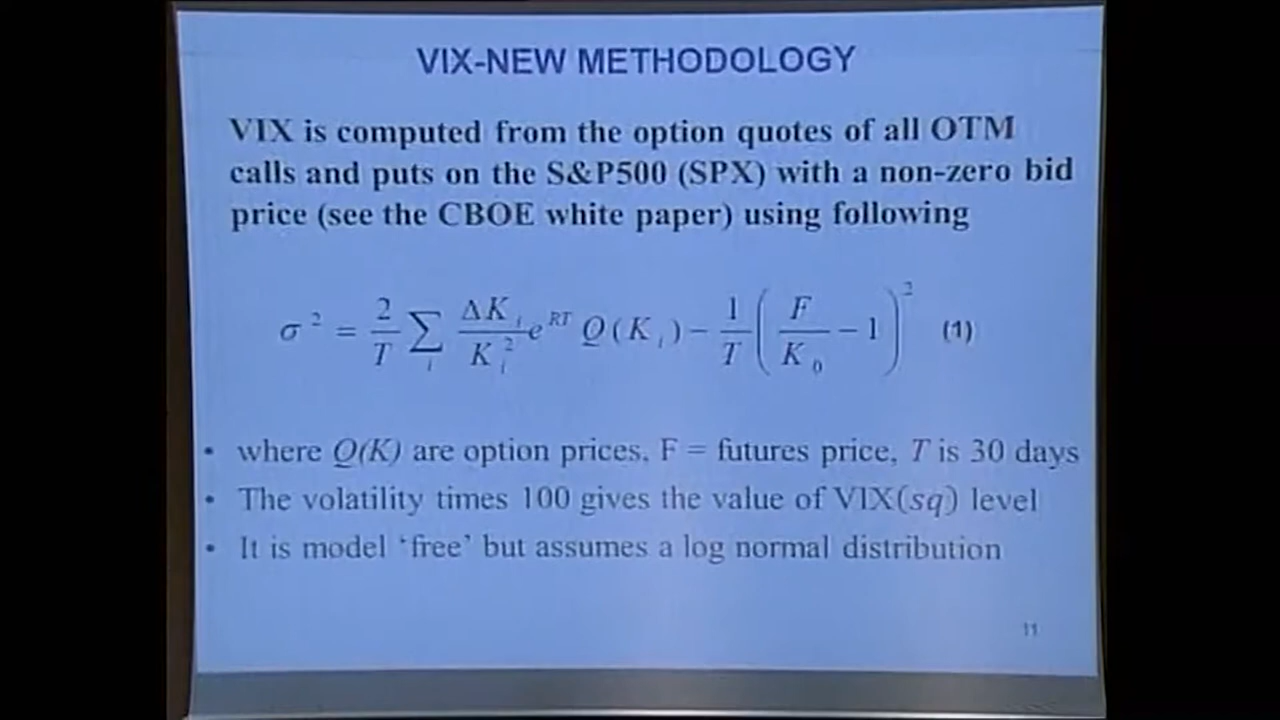 VIX-NEW METHODOLOGY
VIX is computed from the option quotes of all OTM
calls and puts on the S&P500 (SPX) with a non-zero bid
price (see the CBOE white paper) using following
σ² = 2/T ∑ᵢ ΔKᵢ/Kᵢ² e^RT Q(Kᵢ) − 1/T (F/K₀ − 1)² (1)
• where Q(K) are option prices, F = futures price, T is 30 days
• The volatility times 100 gives the value of VIX(sq) level
• It is model ‘free’ but assumes a log normal distribution
11